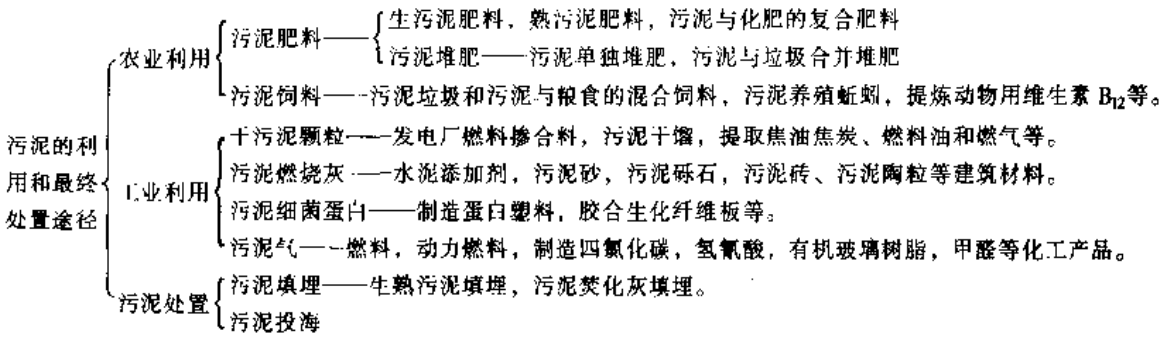 污泥的利用和最终处置途径
农业利用
污泥肥料——
生污泥肥料，熟污泥肥料，污泥与化肥的复合肥料
污泥堆肥——污泥单独堆肥，污泥与垃圾合并堆肥
污泥饲料——污泥垃圾和污泥与粮食的混合饲料，污泥养殖蚯蚓，提炼动物用维生素 B₁₂等。
工业利用
干污泥颗粒——发电厂燃料掺合料，污泥干馏，提取焦油焦炭、燃料油和燃气等。
污泥燃烧灰——水泥添加剂，污泥砂，污泥砾石，污泥砖、污泥陶粒等建筑材料。
污泥细菌蛋白——制造蛋白塑料，胶合生化纤维板等。
污泥气——燃料，动力燃料，制造四氯化碳，氢氰酸，有机玻璃树脂，甲醛等化工产品。
污泥处置
污泥填埋——生熟污泥填埋，污泥焚化灰填埋。
污泥投海